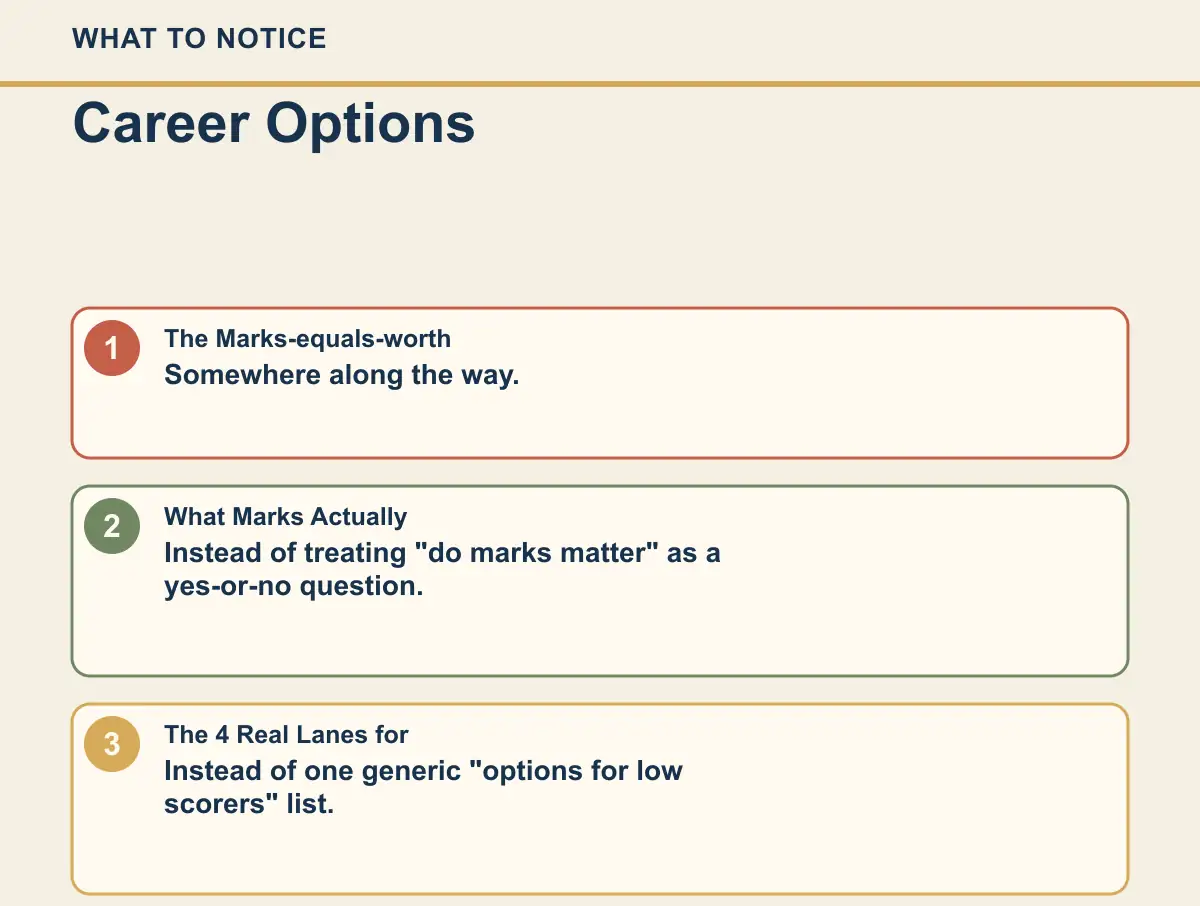 WHAT TO NOTICE
Career Options
1
The Marks-equals-worth
Somewhere along the way.
2
What Marks Actually
Instead of treating "do marks matter" as a
yes-or-no question.
3
The 4 Real Lanes for
Instead of one generic "options for low
scorers" list.